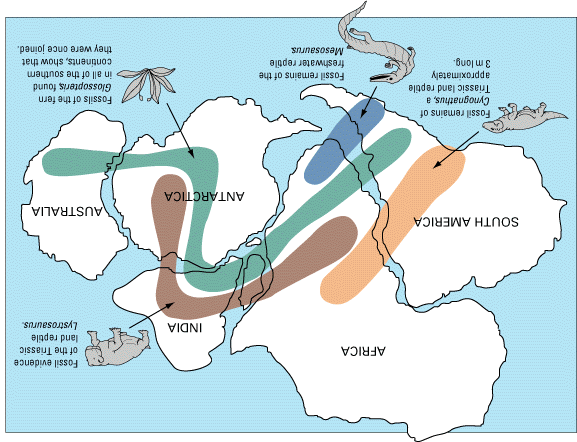 AFRICA
Fossil evidence
of the Triassic
land reptile
Lystrosaurus.
INDIA
SOUTH AMERICA
ANTARCTICA
AUSTRALIA
Fossil remains of
Cynognathus, a
Triassic land reptile
approximately
3 m long.
Fossil remains of the
freshwater reptile
Mesosaurus.
Fossils of the fern
Glossopteris, found
in all of the southern
continents, show that
they were once joined.